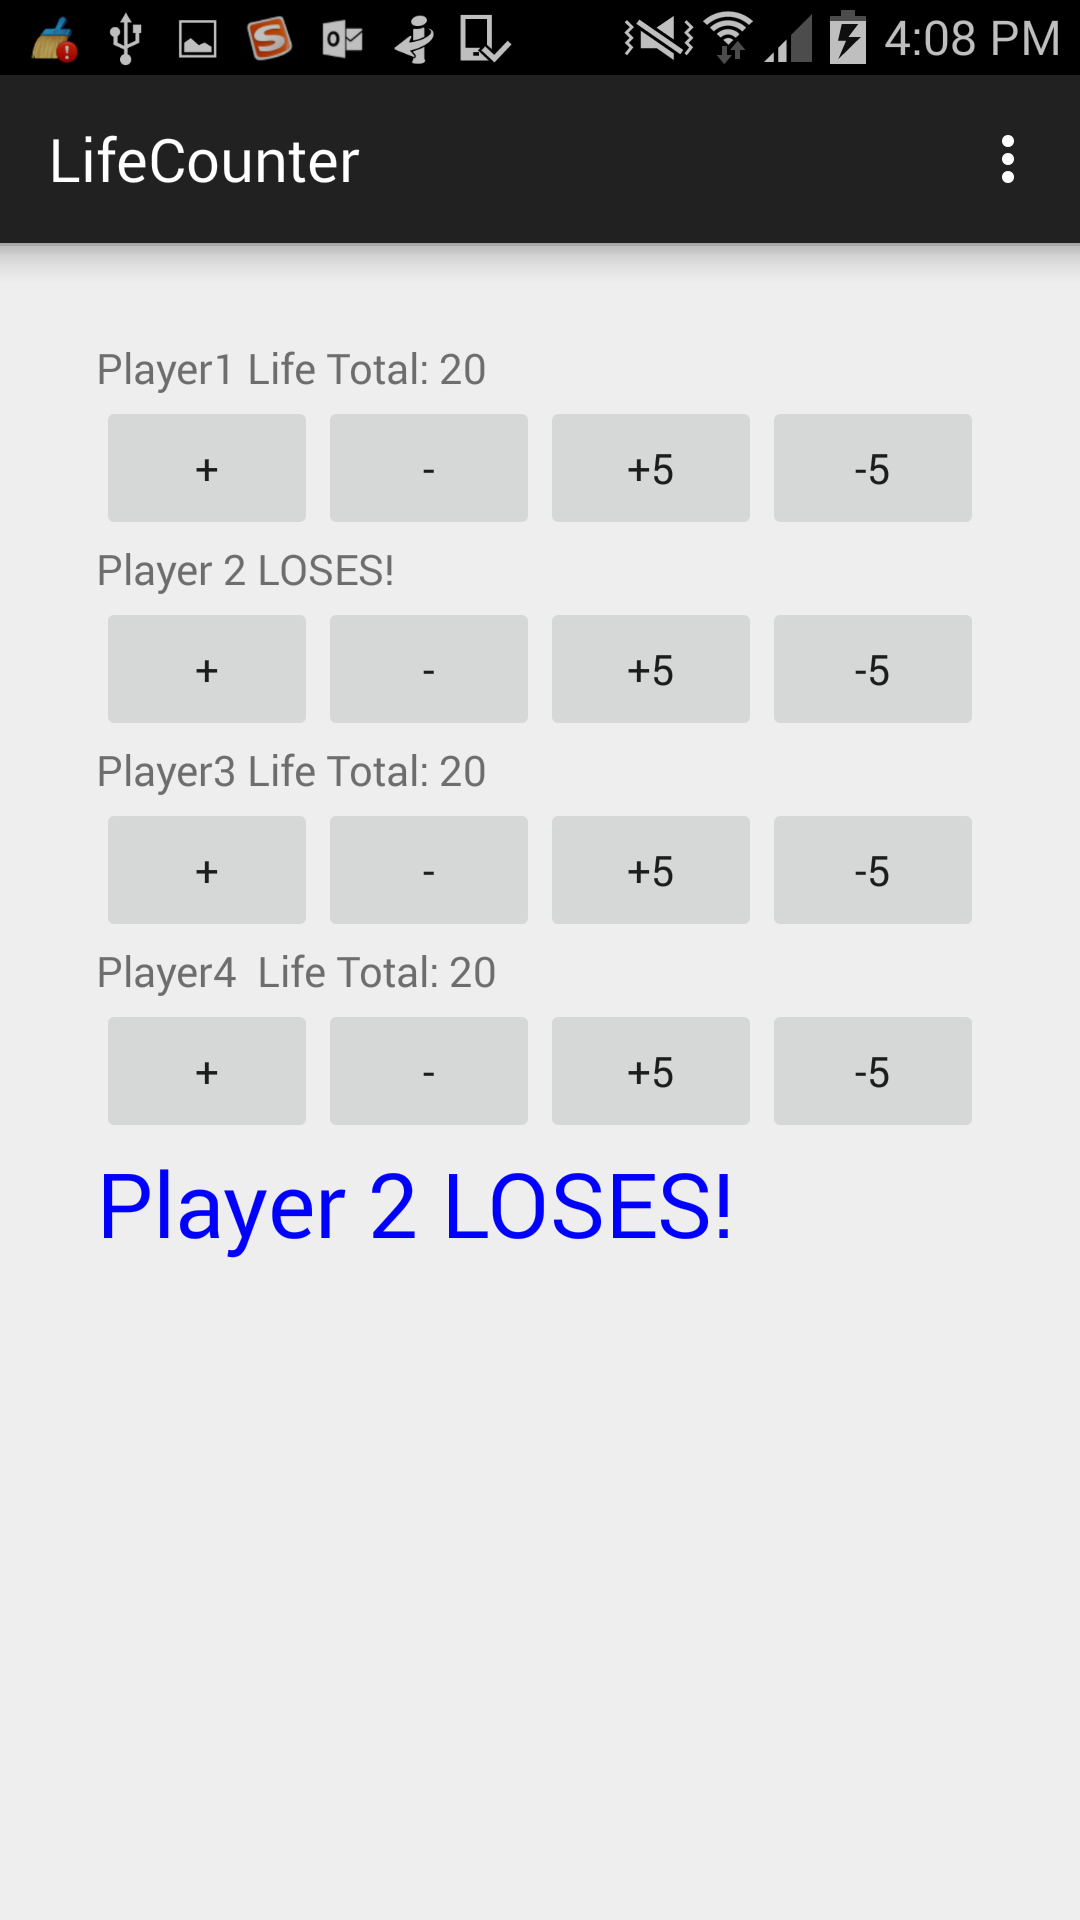 4:08 PM
LifeCounter
Player1 Life Total: 20
+ - +5 -5
Player 2 LOSES!
+ - +5 -5
Player3 Life Total: 20
+ - +5 -5
Player4  Life Total: 20
+ - +5 -5
Player 2 LOSES!